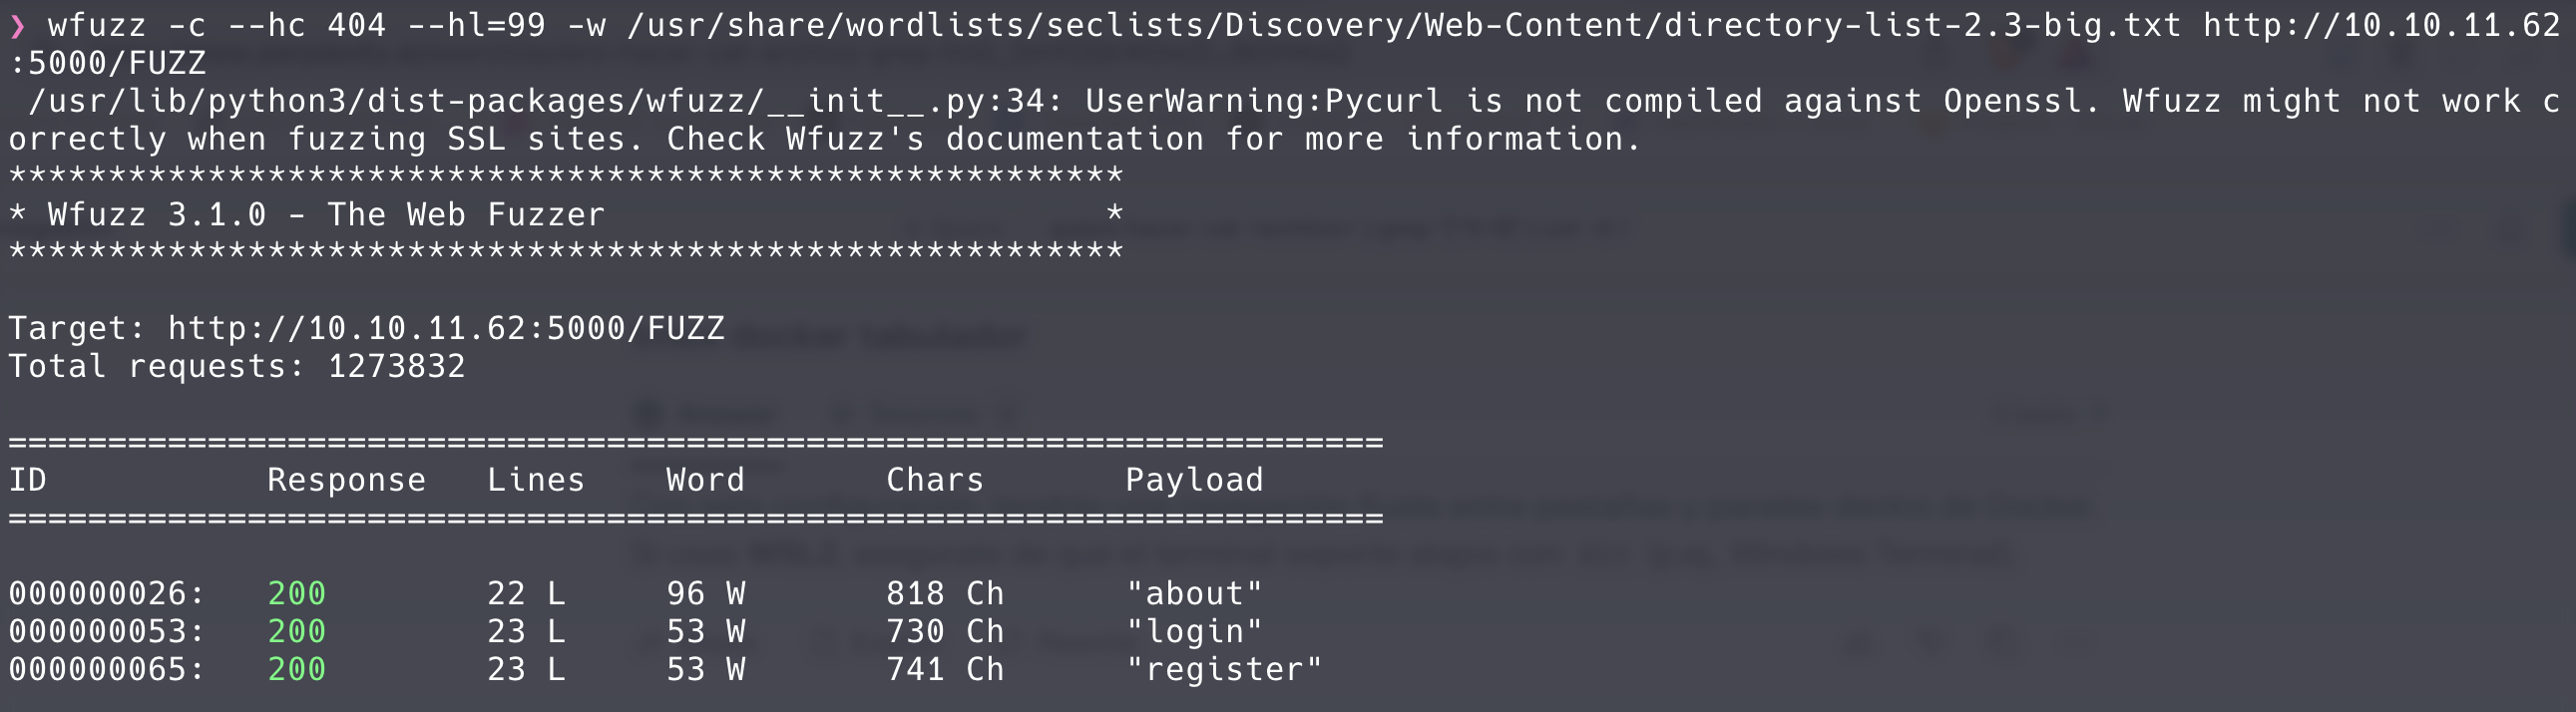 ❯ wfuzz -c --hc 404 --hl=99 -w /usr/share/wordlists/seclists/Discovery/Web-Content/directory-list-2.3-big.txt http://10.10.11.62
:5000/FUZZ
 /usr/lib/python3/dist-packages/wfuzz/__init__.py:34: UserWarning:Pycurl is not compiled against Openssl. Wfuzz might not work c
orrectly when fuzzing SSL sites. Check Wfuzz's documentation for more information.
********************************************************
* Wfuzz 3.1.0 - The Web Fuzzer                         *
********************************************************
Target: http://10.10.11.62:5000/FUZZ
Total requests: 1273832
=====================================================================
ID           Response   Lines    Word       Chars       Payload
=====================================================================
000000026:   200        22 L     96 W       818 Ch      "about"
000000053:   200        23 L     53 W       730 Ch      "login"
000000065:   200        23 L     53 W       741 Ch      "register"